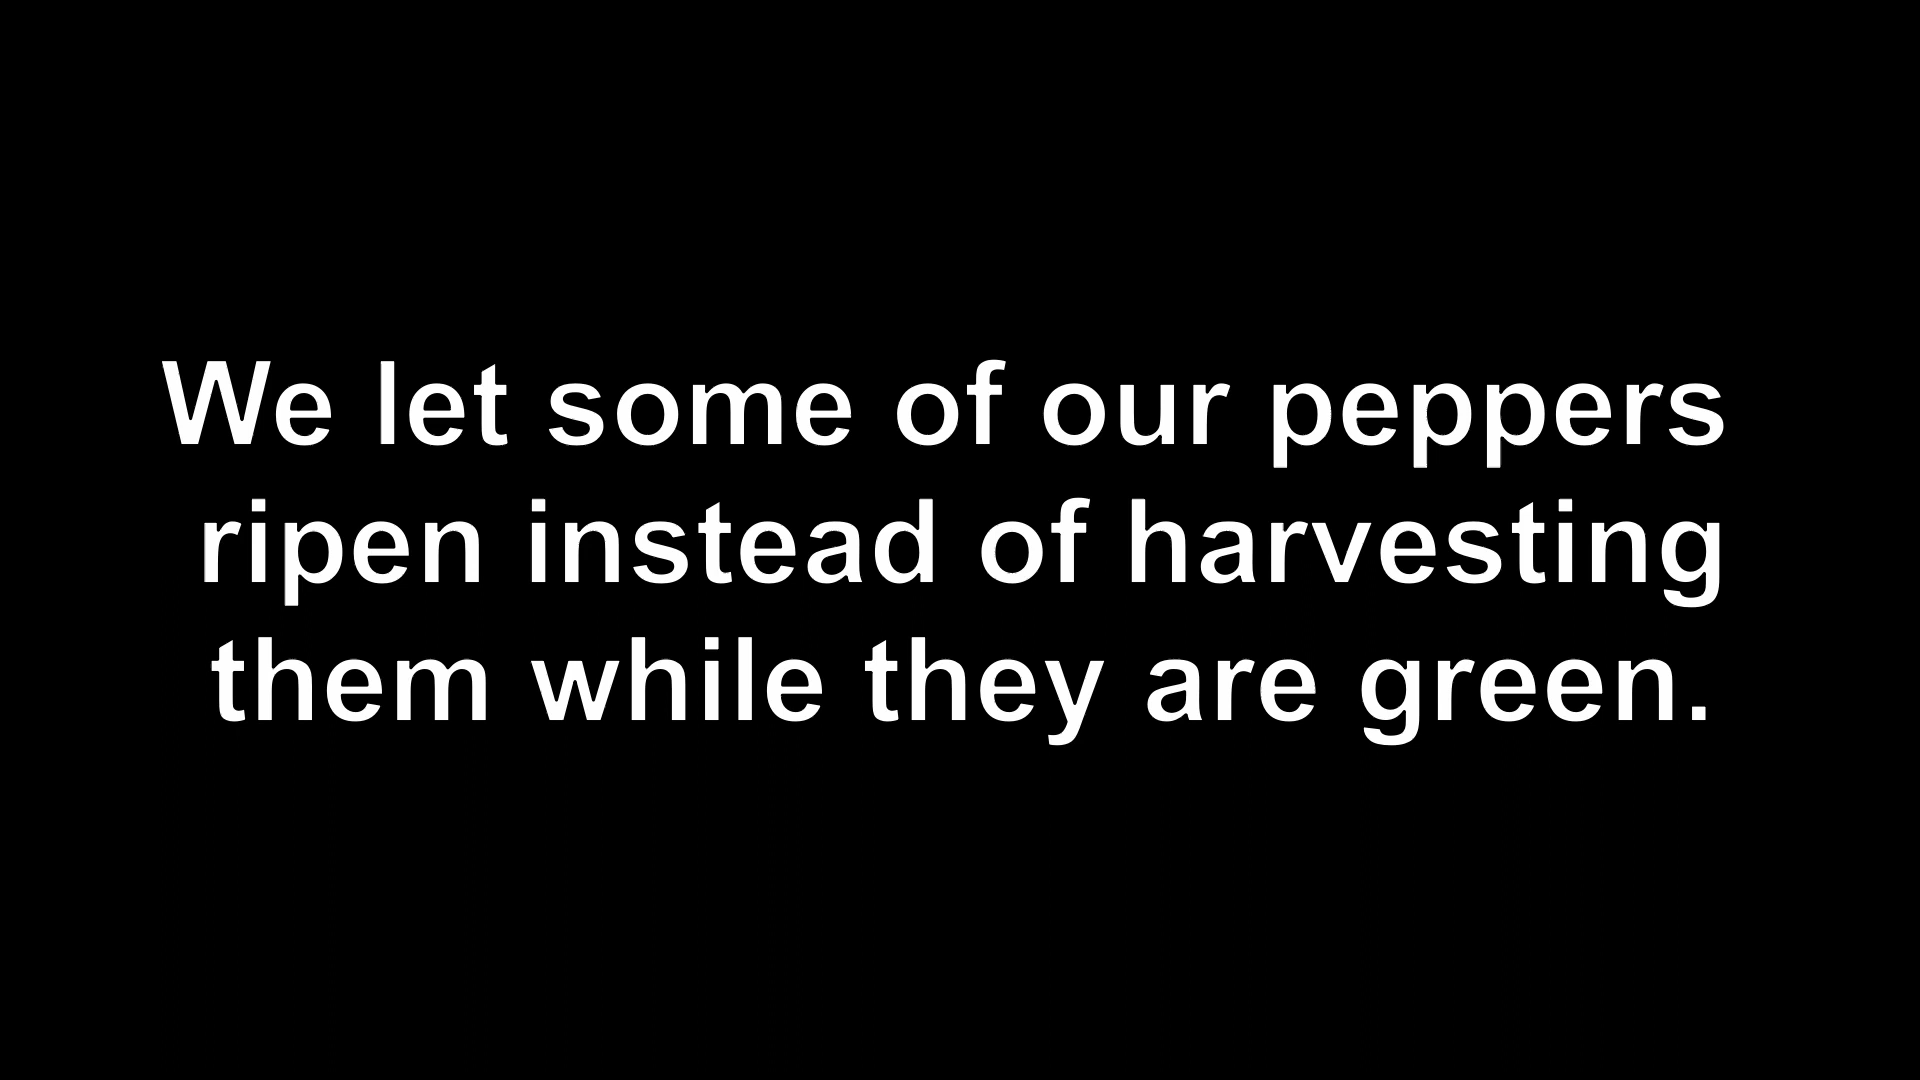 We let some of our peppers
ripen instead of harvesting
them while they are green.